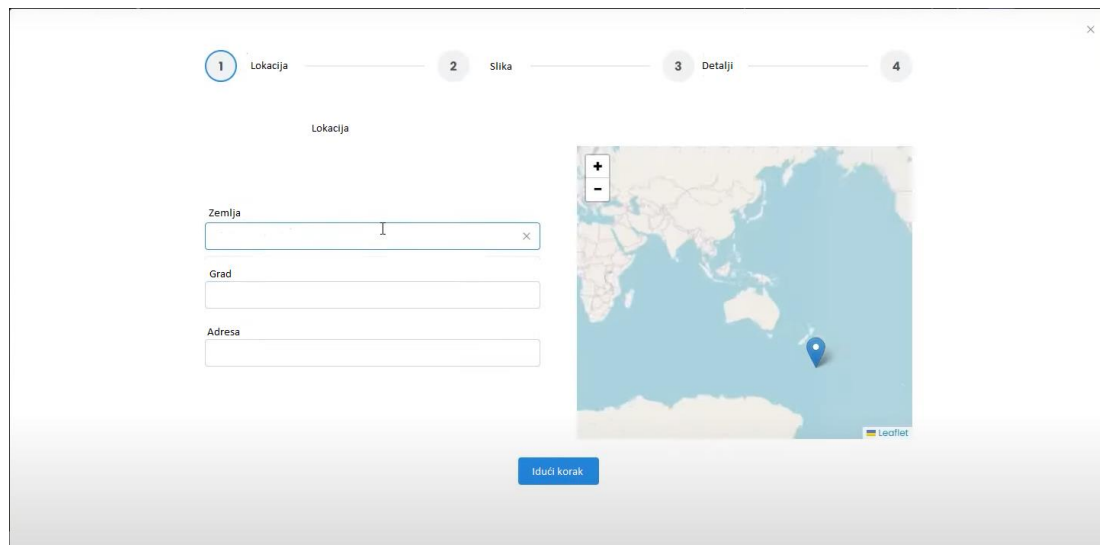 1 Lokacija 2 Slika 3 Detalji 4
Lokacija
+
−
Zemlja
Grad
Adresa
Leaflet
Idući korak